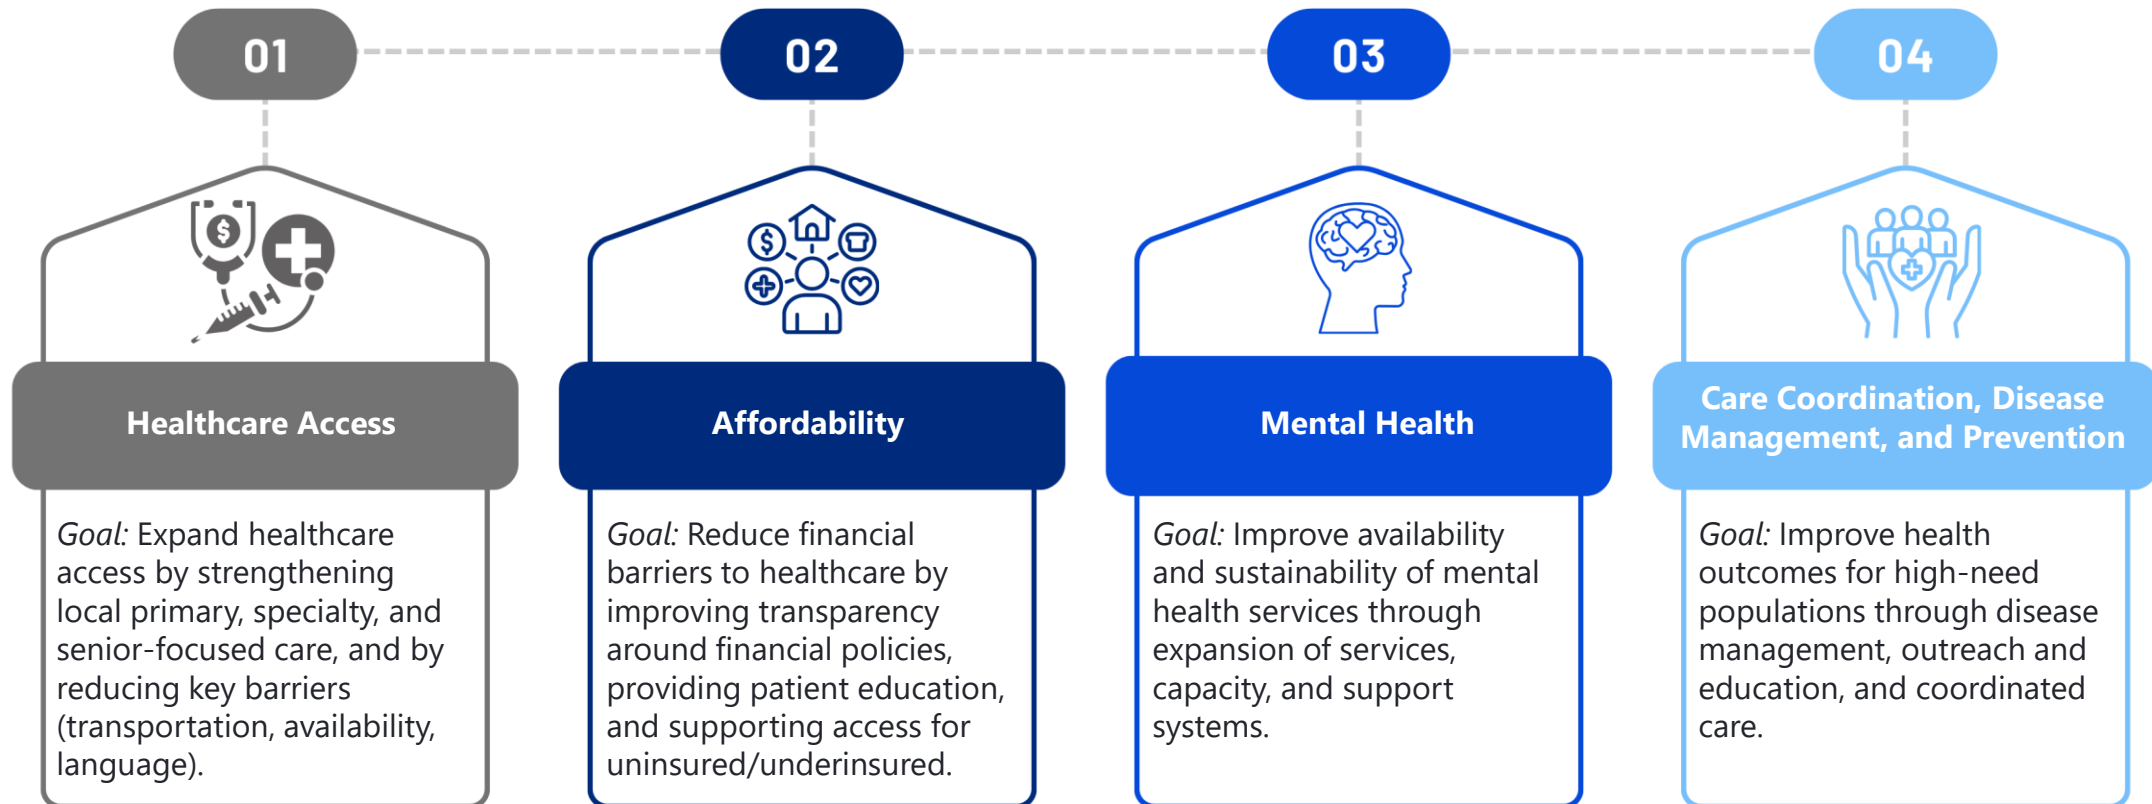 01
02
03
04
$
$
Healthcare Access
Affordability
Mental Health
Care Coordination, Disease
Management, and Prevention
Goal: Expand healthcare
access by strengthening
local primary, specialty, and
senior-focused care, and by
reducing key barriers
(transportation, availability,
language).
Goal: Reduce financial
barriers to healthcare by
improving transparency
around financial policies,
providing patient education,
and supporting access for
uninsured/underinsured.
Goal: Improve availability
and sustainability of mental
health services through
expansion of services,
capacity, and support
systems.
Goal: Improve health
outcomes for high-need
populations through disease
management, outreach and
education, and coordinated
care.